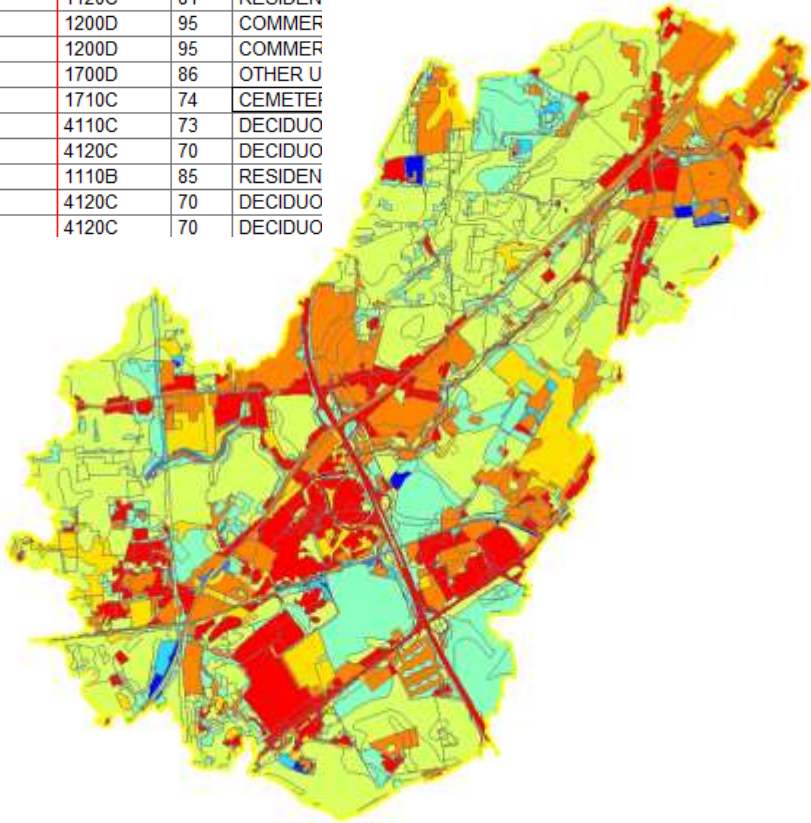 1200D 95 COMMER
1200D 95 COMMER
1700D 86 OTHER U
1710C 74 CEMETE
4110C 73 DECIDUO
4120C 70 DECIDUO
1110B 85 RESIDEN
4120C 70 DECIDUO
4120C 70 DECIDUO